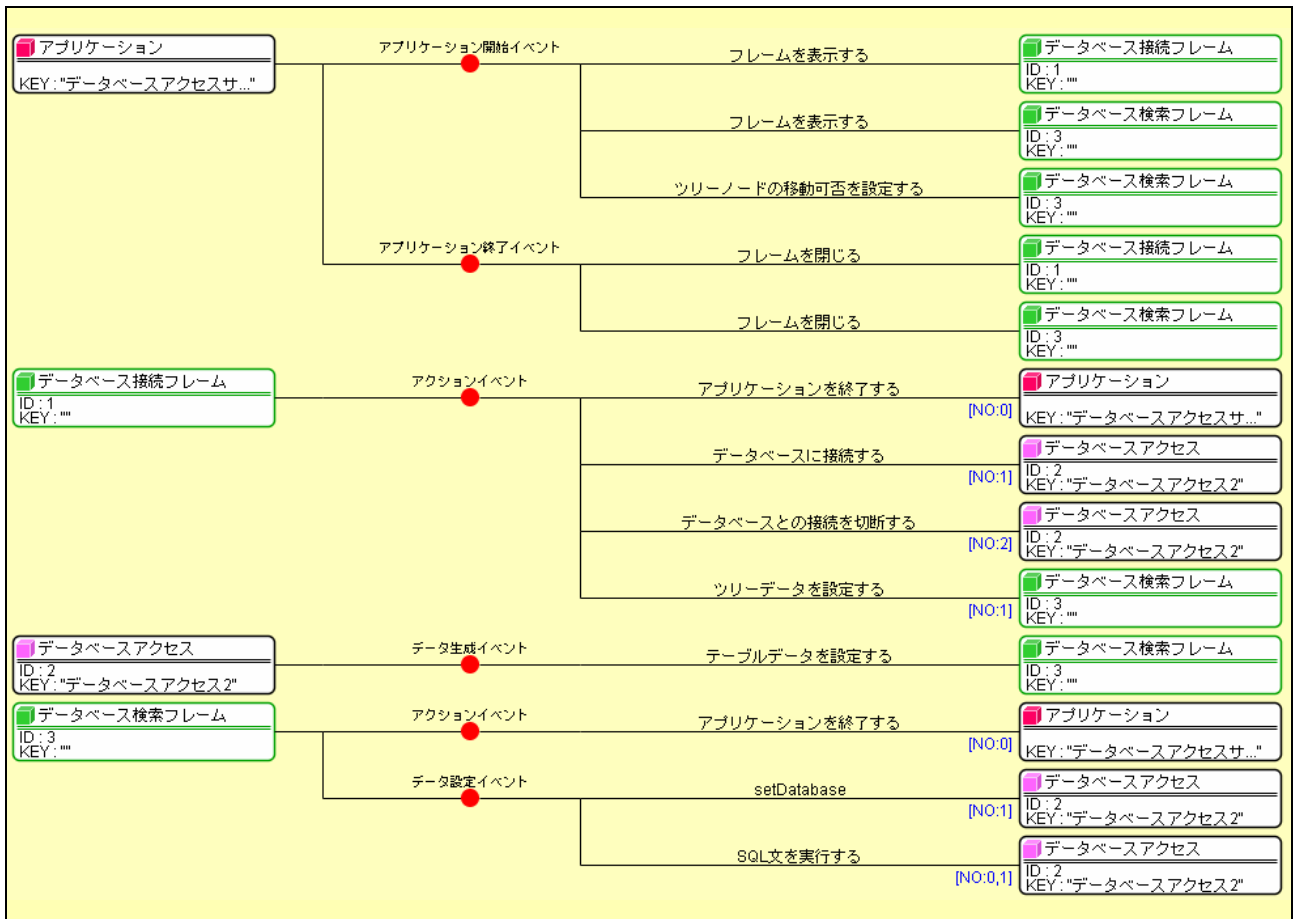 アプリケーション
KEY : "データベースアクセスサ..."
アプリケーション開始イベント
フレームを表示する
データベース接続フレーム
ID : 1
KEY : ""
フレームを表示する
データベース検索フレーム
ID : 3
KEY : ""
ツリーノードの移動可否を設定する
データベース検索フレーム
ID : 3
KEY : ""
アプリケーション終了イベント
フレームを閉じる
データベース接続フレーム
ID : 1
KEY : ""
フレームを閉じる
データベース検索フレーム
ID : 3
KEY : ""
データベース接続フレーム
ID : 1
KEY : ""
アクションイベント
アプリケーションを終了する
[NO:0]
アプリケーション
KEY : "データベースアクセスサ..."
データベースに接続する
[NO:1]
データベースアクセス
ID : 2
KEY : "データベースアクセス2"
データベースとの接続を切断する
[NO:2]
データベースアクセス
ID : 2
KEY : "データベースアクセス2"
ツリーデータを設定する
[NO:1]
データベース検索フレーム
ID : 3
KEY : ""
データベースアクセス
ID : 2
KEY : "データベースアクセス2"
データ生成イベント
テーブルデータを設定する
データベース検索フレーム
ID : 3
KEY : ""
データベース検索フレーム
ID : 3
KEY : ""
アクションイベント
アプリケーションを終了する
[NO:0]
アプリケーション
KEY : "データベースアクセスサ..."
データ設定イベント
setDatabase
[NO:1]
データベースアクセス
ID : 2
KEY : "データベースアクセス2"
SQL文を実行する
[NO:0,1]
データベースアクセス
ID : 2
KEY : "データベースアクセス2"